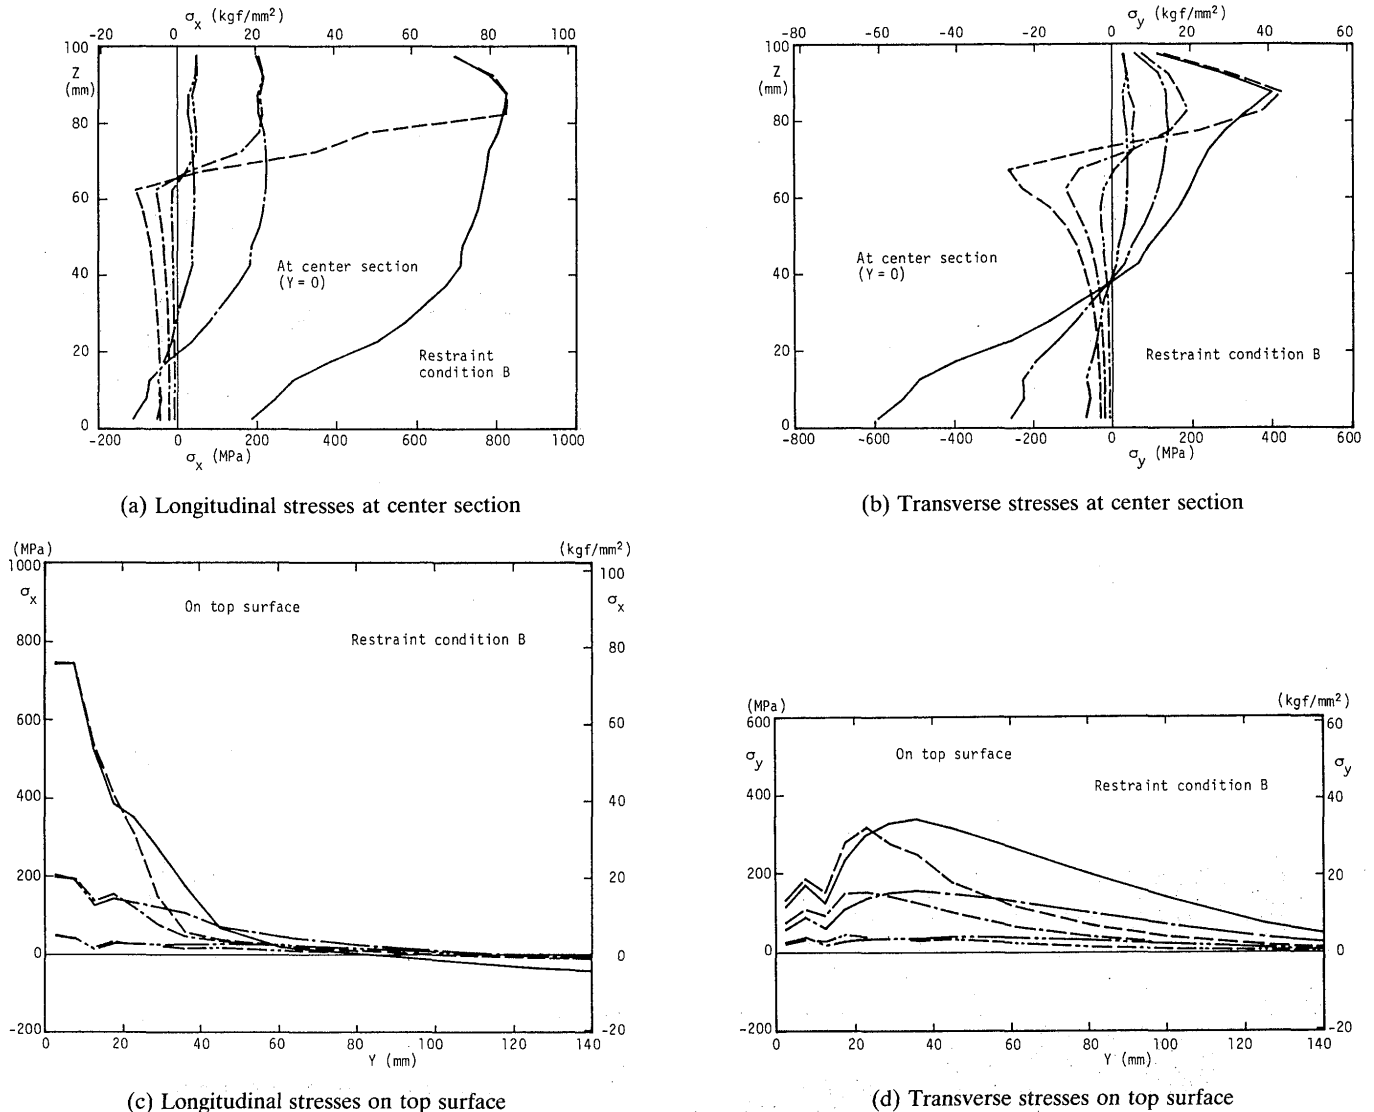 σx (kgf/mm²)
-20 0 20 40 60 80 100
100
Z
(mm)
80
60
40
20
0
At center section
(Y=0)
Restraint
condition B
-200 0 200 400 600 800 1000
σx (MPa)
(a) Longitudinal stresses at center section
σy (kgf/mm²)
-80 -60 -40 -20 0 20 40 60
100
Z
(mm)
80
60
40
20
0
At center section
(Y=0)
Restraint condition B
-800 -600 -400 -200 0 200 400 600
σy (MPa)
(b) Transverse stresses at center section
(MPa) (kgf/mm²)
1000 100
σx σx
On top surface
Restraint condition B
800 80
600 60
400 40
200 20
0 0
-200 -20
0 20 40 60 80 100 120 140
Y (mm)
(c) Longitudinal stresses on top surface
(MPa) (kgf/mm²)
600 60
σy σy
On top surface
Restraint condition B
400 40
200 20
0 0
-200 -20
0 20 40 60 80 100 120 140
Y (mm)
(d) Transverse stresses on top surface